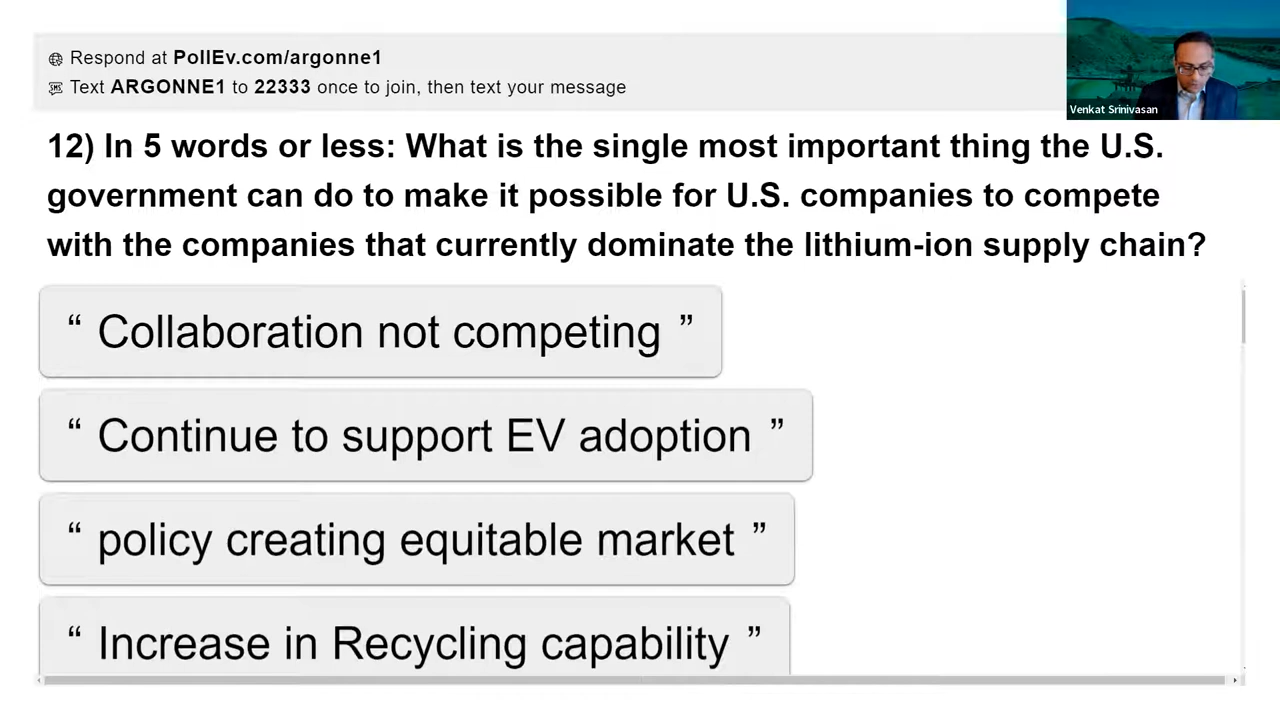 Respond at PollEv.com/argonne1
Text ARGONNE1 to 22333 once to join, then text your message
Venkat Srinivasan
12) In 5 words or less: What is the single most important thing the U.S.
government can do to make it possible for U.S. companies to compete
with the companies that currently dominate the lithium-ion supply chain?
“ Collaboration not competing ”
“ Continue to support EV adoption ”
“ policy creating equitable market ”
“ Increase in Recycling capability ”